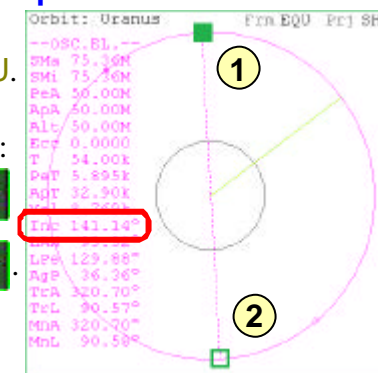 Orbit: Uranus Frm EQU Prj SH
--OSC.EL.--
SMa 75.36M
SMi 75.36M
PeA 50.00M
ApA 50.00M
Alt 50.00M
Ecc 0.0000
T 54.00k
PeT 5.895k
ApT 32.90k
Inc 141.14°
LPe 129.88°
AgP 36.36°
TrA 320.70°
TrL 90.57°
MnA 320.70°
MnL 90.58°
1
2
U.
:
.